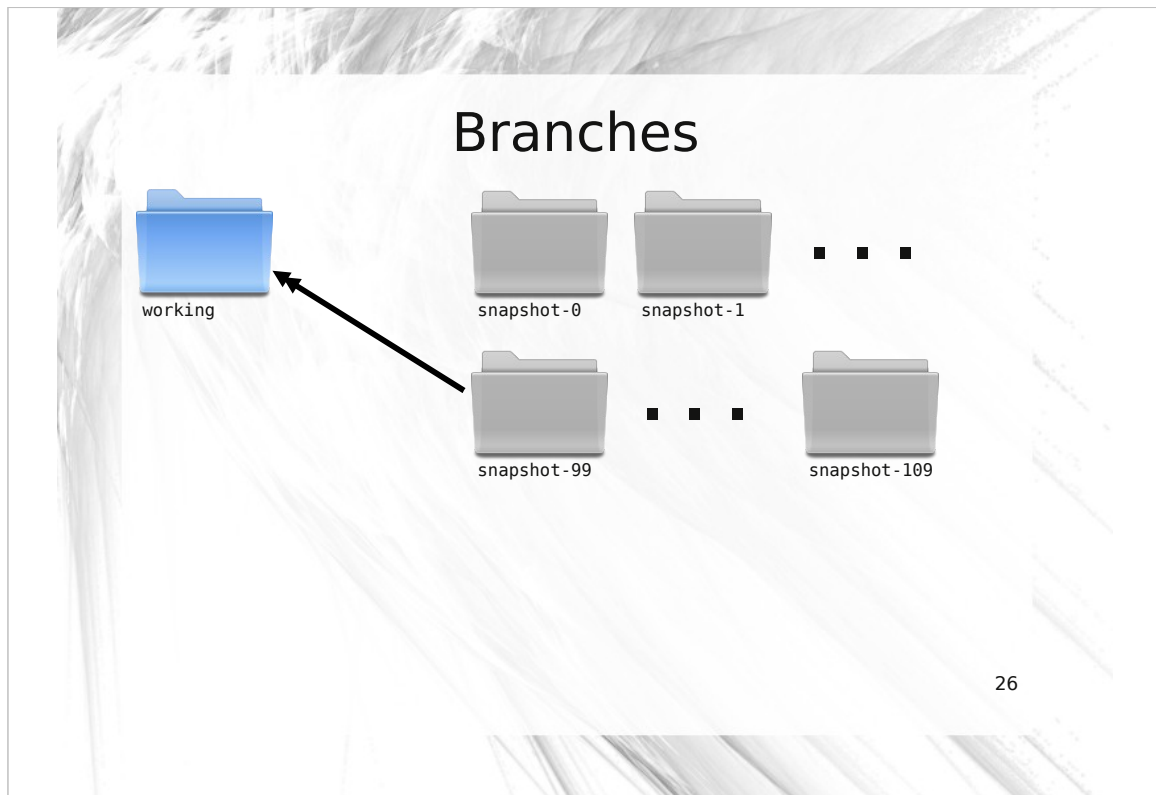 Branches
working
snapshot-0
snapshot-1
. . .
snapshot-99
. . .
snapshot-109
26